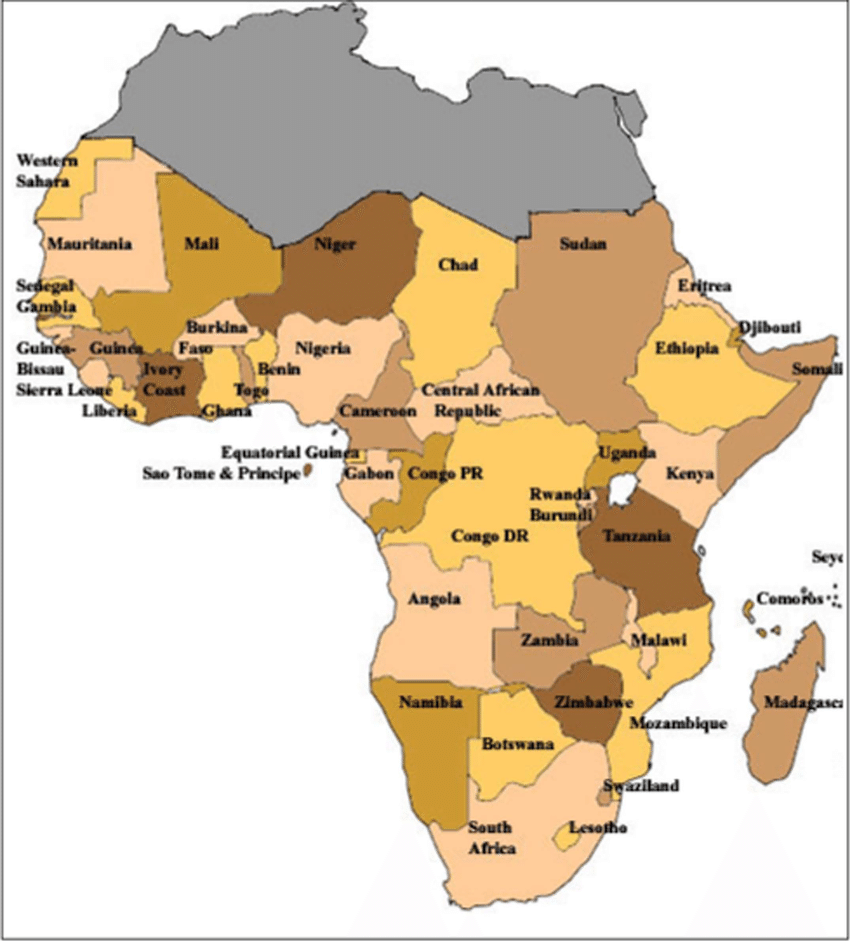 Western
Sahara
Mauritania
Mali
Niger
Chad
Sudan
Eritrea
Senegal
Gambia
Djibouti
Burkina
Faso
Guinea-
Bissau
Guinea
Nigeria
Ethiopia
Ivory
Coast
Benin
Somali
Sierra Leone
Togo
Central African
Republic
Liberia
Ghana
Cameroon
Equatorial Guinea
Uganda
Sao Tome & Principe
Gabon
Congo PR
Kenya
Rwanda
Burundi
Congo DR
Tanzania
Seyc
Angola
Comoros
Zambia
Malawi
Namibia
Zimbabwe
Madagasca
Mozambique
Botswana
Swaziland
South
Africa
Lesotho